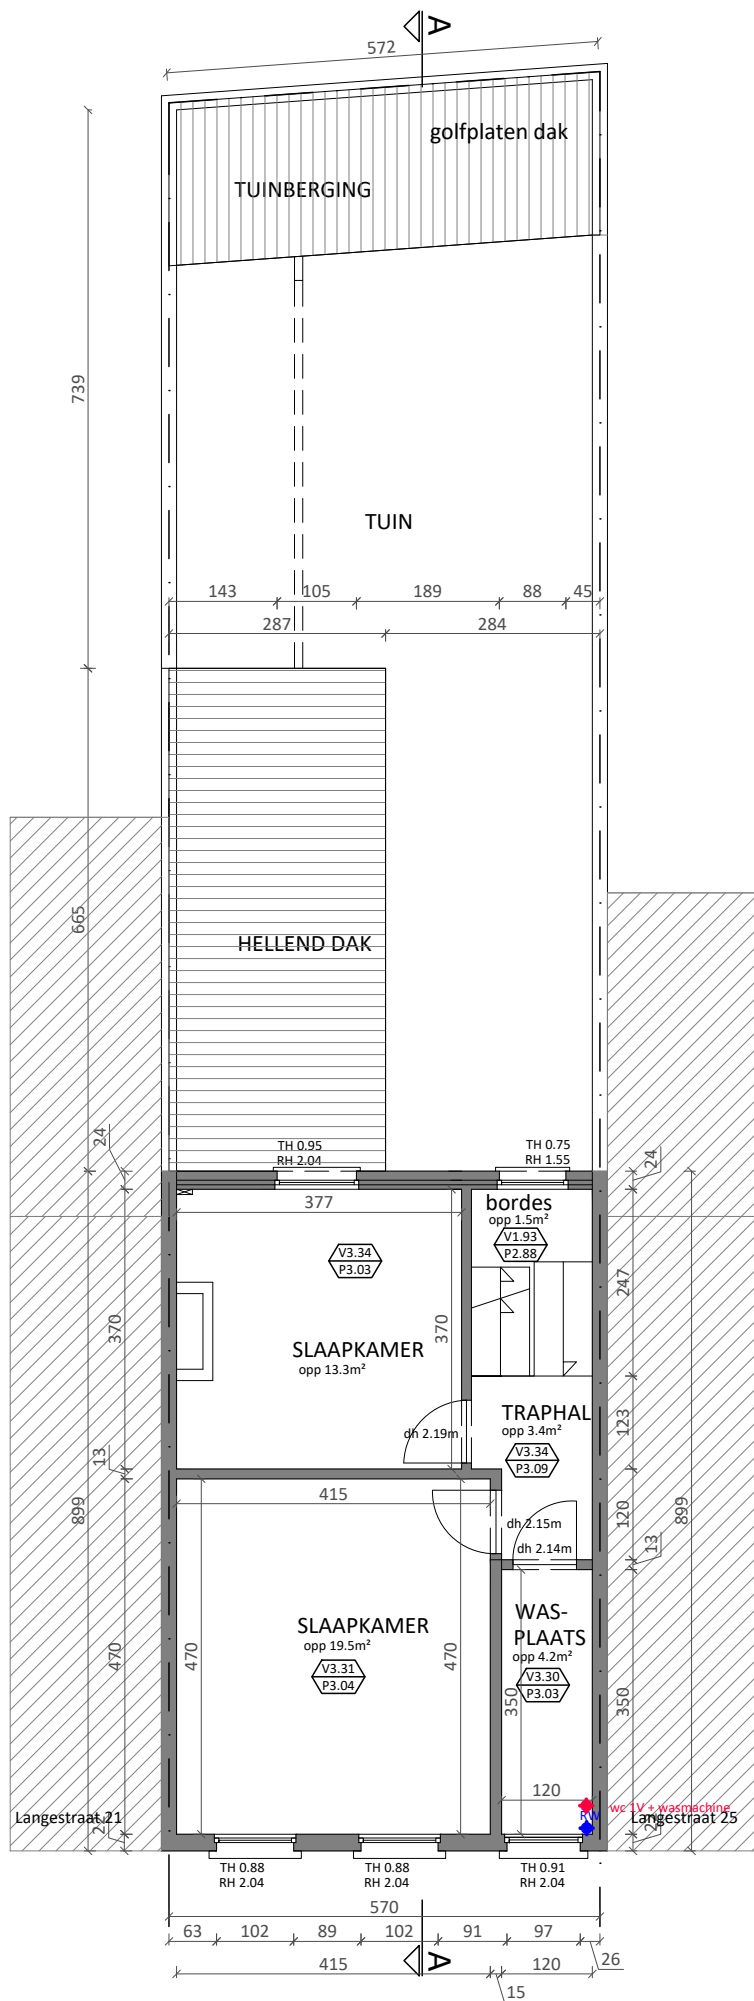 A
572
golfplaten dak
TUINBERGING
739
TUIN
143 105 189 88 45
287 284
665
HELLEND DAK
24
TH 0.95
RH 2.04
TH 0.75
RH 1.55
24
377
bordes
opp 1.5m²
V1.93
P2.88
V3.34
P3.03
247
370
370
SLAAPKAMER
opp 13.3m²
TRAPHAL
opp 3.4m²
V3.34
P3.09
123
dh 2.19m
13
899
415
120
899
dh 2.15m
dh 2.14m
13
SLAAPKAMER
opp 19.5m²
V3.31
P3.04
WAS-
PLAATS
opp 4.2m²
V3.30
P3.03
470
470
470
350
350
120
wc 1V + wasmachine
RW
Langestraat 21
Langestraat 25
TH 0.88
RH 2.04
TH 0.88
RH 2.04
TH 0.91
RH 2.04
570
63 102 89 102 91 97
26
A
415 120
15